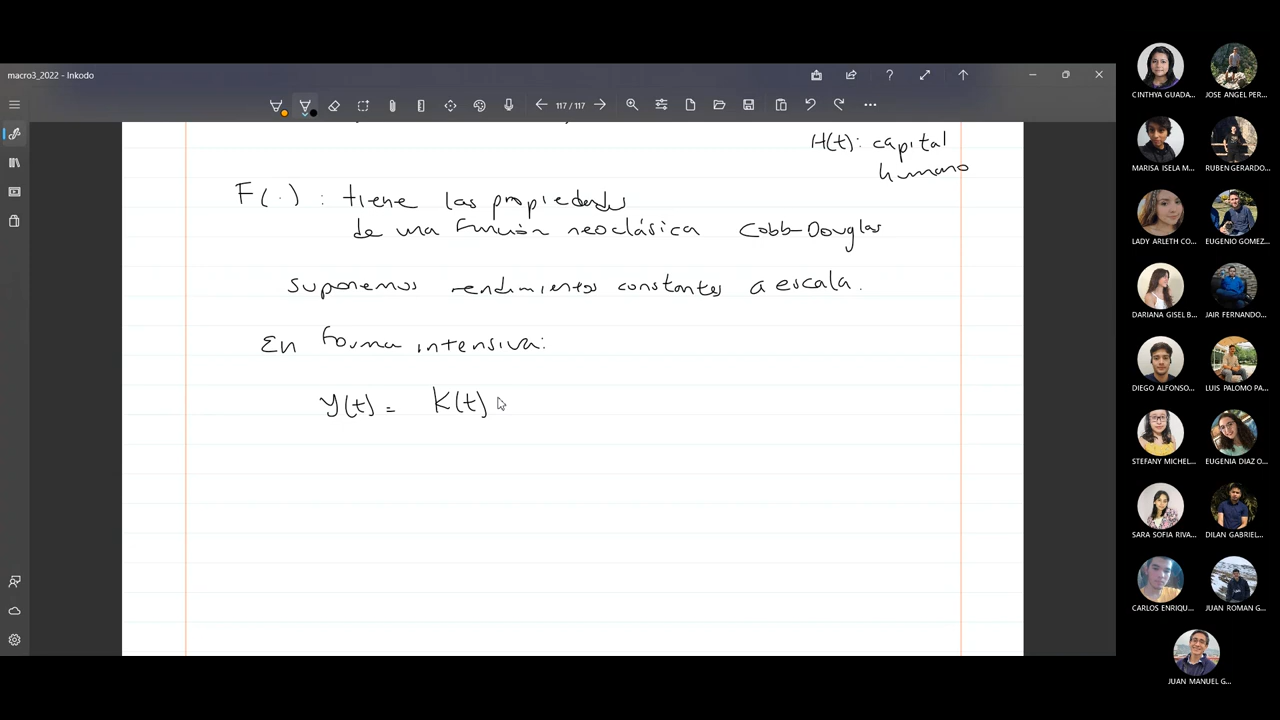 macro3_2022 - Inkodo
117 / 117
H(t): capital
humano
F(·) : tiene las propiedades
de una función neoclásica Cobb-Douglas
suponemos rendimientos constantes a escala.
En forma intensiva:
y(t) = K(t)
CINTHYA GUADA...
JOSE ANGEL PER...
MARISA ISELA M...
RUBEN GERARDO...
LADY ARLETH CO...
EUGENIO GOMEZ...
DARIANA GISEL B...
JAIR FERNANDO...
DIEGO ALFONSO...
LUIS PALOMO PA...
STEFANY MICHEL...
EUGENIA DIAZ O...
SARA SOFIA RIVA...
DILAN GABRIEL...
CARLOS ENRIQU...
JUAN ROMAN G...
JUAN MANUEL G...